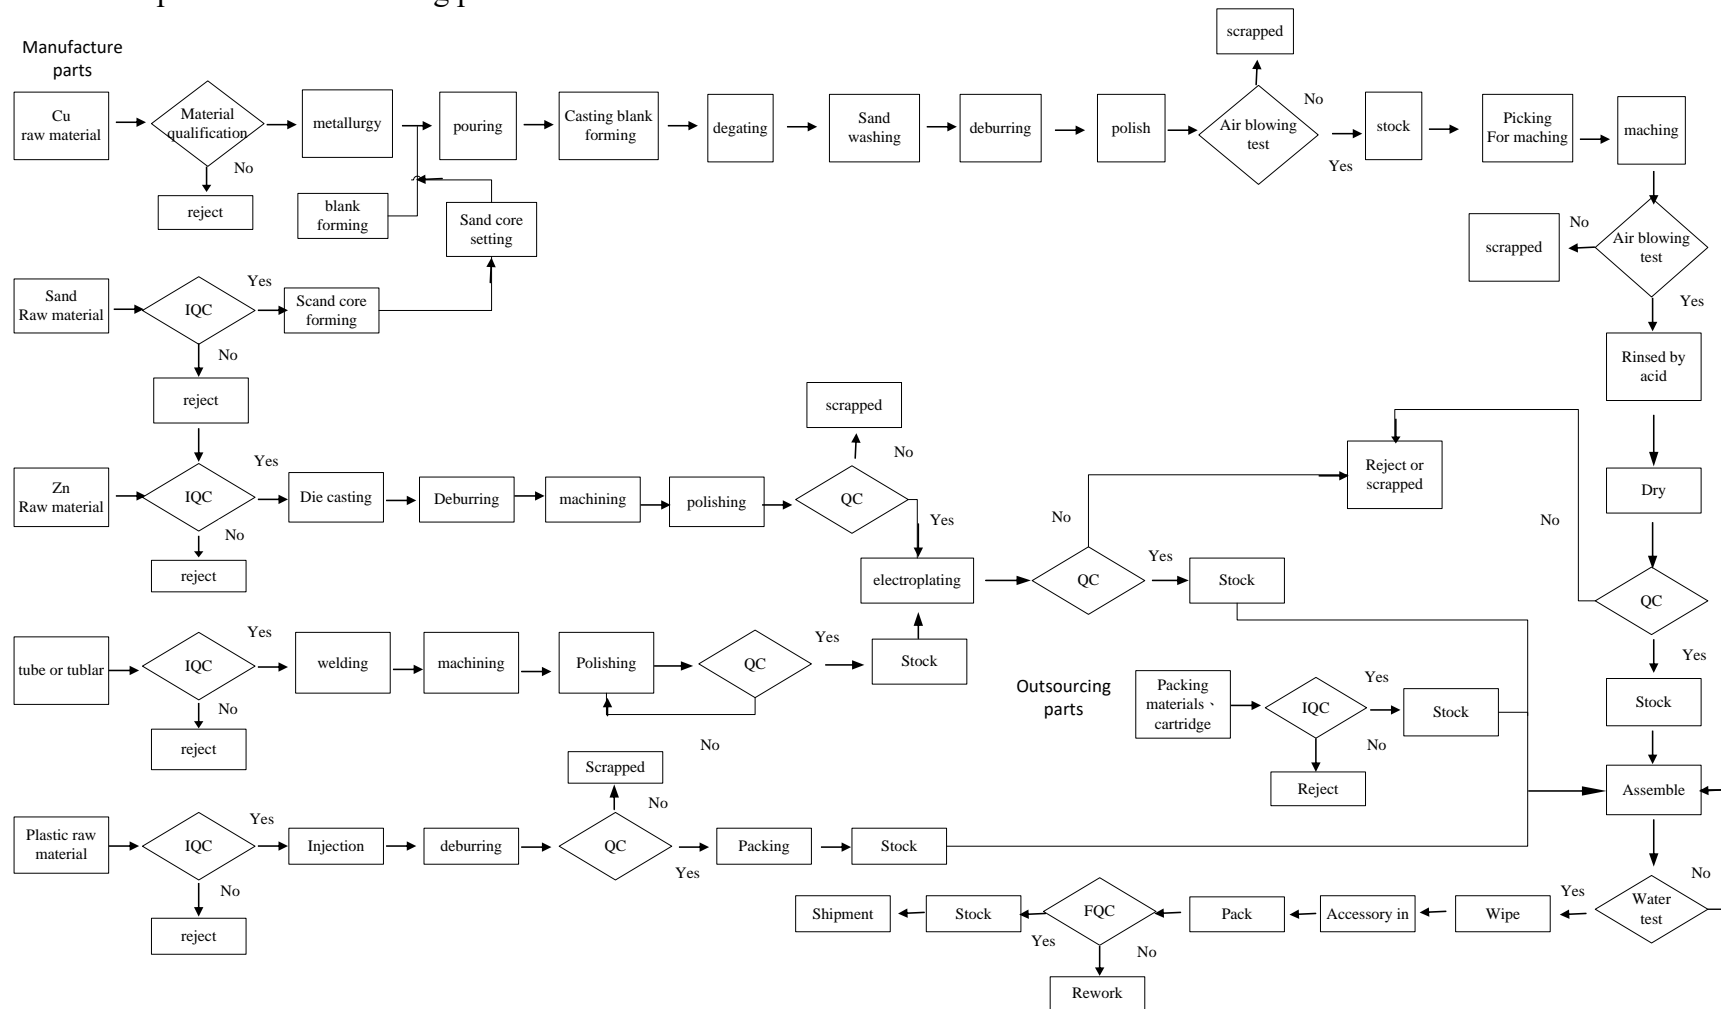 scrapped
Manufacture
parts
Cu
raw material
Material
qualification
No
reject
metallurgy
pouring
Casting blank
forming
degating
Sand
washing
deburring
polish
Air blowing
test
No
Yes
stock
Picking
For maching
maching
blank
forming
Sand core
setting
scrapped
No
Air blowing
test
Yes
Sand
Raw material
IQC
Yes
Scand core
forming
No
reject
Rinsed by
acid
scrapped
No
Reject or
scrapped
Zn
Raw material
IQC
Yes
Die casting
Deburring
machining
polishing
QC
Yes
No
reject
No
Dry
No
electroplating
QC
Yes
Stock
QC
Yes
tube or tublar
IQC
Yes
welding
machining
Polishing
QC
Yes
Stock
No
reject
No
Outsourcing
parts
Packing
materials、
cartridge
IQC
Yes
Stock
No
Reject
Stock
Scrapped
No
Assemble
Plastic raw
material
IQC
Yes
Injection
deburring
QC
Yes
Packing
Stock
No
reject
Shipment
Stock
FQC
Yes
No
Rework
Pack
Accessory in
Wipe
Yes
Water
test
No